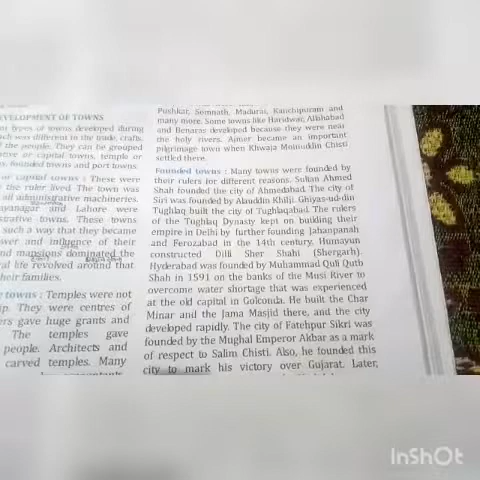 EVELOPMENT OF TOWNS
types of towns developed during
ch was different in the trade, crafts,
f the people. They can be grouped
tive or capital towns, temple or
s, founded towns and port towns.
or capital towns : These were
the ruler lived. The town was
all administrative machineries.
ayanagar and Lahore were
strative towns. These towns
such a way that they became
wer and influence of their
nd mansions dominated the
al life revolved around that
heir families.
e towns : Temples were not
ip. They were centres of
ers gave huge grants and
The temples gave
people. Architects and
carved temples. Many
Pushkar, Somnath, Madurai, Kanchipuram and
many more. Some towns like Haridwar, Allahabad
and Benaras developed because they were near
the holy rivers. Ajmer became an important
pilgrimage town when Khwaja Moinuddin Chisti
settled there.
Founded towns : Many towns were founded by
their rulers for different reasons. Sultan Ahmed
Shah founded the city of Ahmedabad. The city of
Siri was founded by Alauddin Khilji. Ghiyas-ud-din
Tughlaq built the city of Tughlaqabad. The rulers
of the Tughlaq Dynasty kept on building their
empire in Delhi by further founding Jahanpanah
and Ferozabad in the 14th century. Humayun
constructed Dilli Sher Shahi (Shergarh).
Hyderabad was founded by Muhammad Quli Qutb
Shah in 1591 on the banks of the Musi River to
overcome water shortage that was experienced
at the old capital in Golconda. He built the Char
Minar and the Jama Masjid there, and the city
developed rapidly. The city of Fatehpur Sikri was
founded by the Mughal Emperor Akbar as a mark
of respect to Salim Chisti. Also, he founded this
city to mark his victory over Gujarat. Later,
InShOt